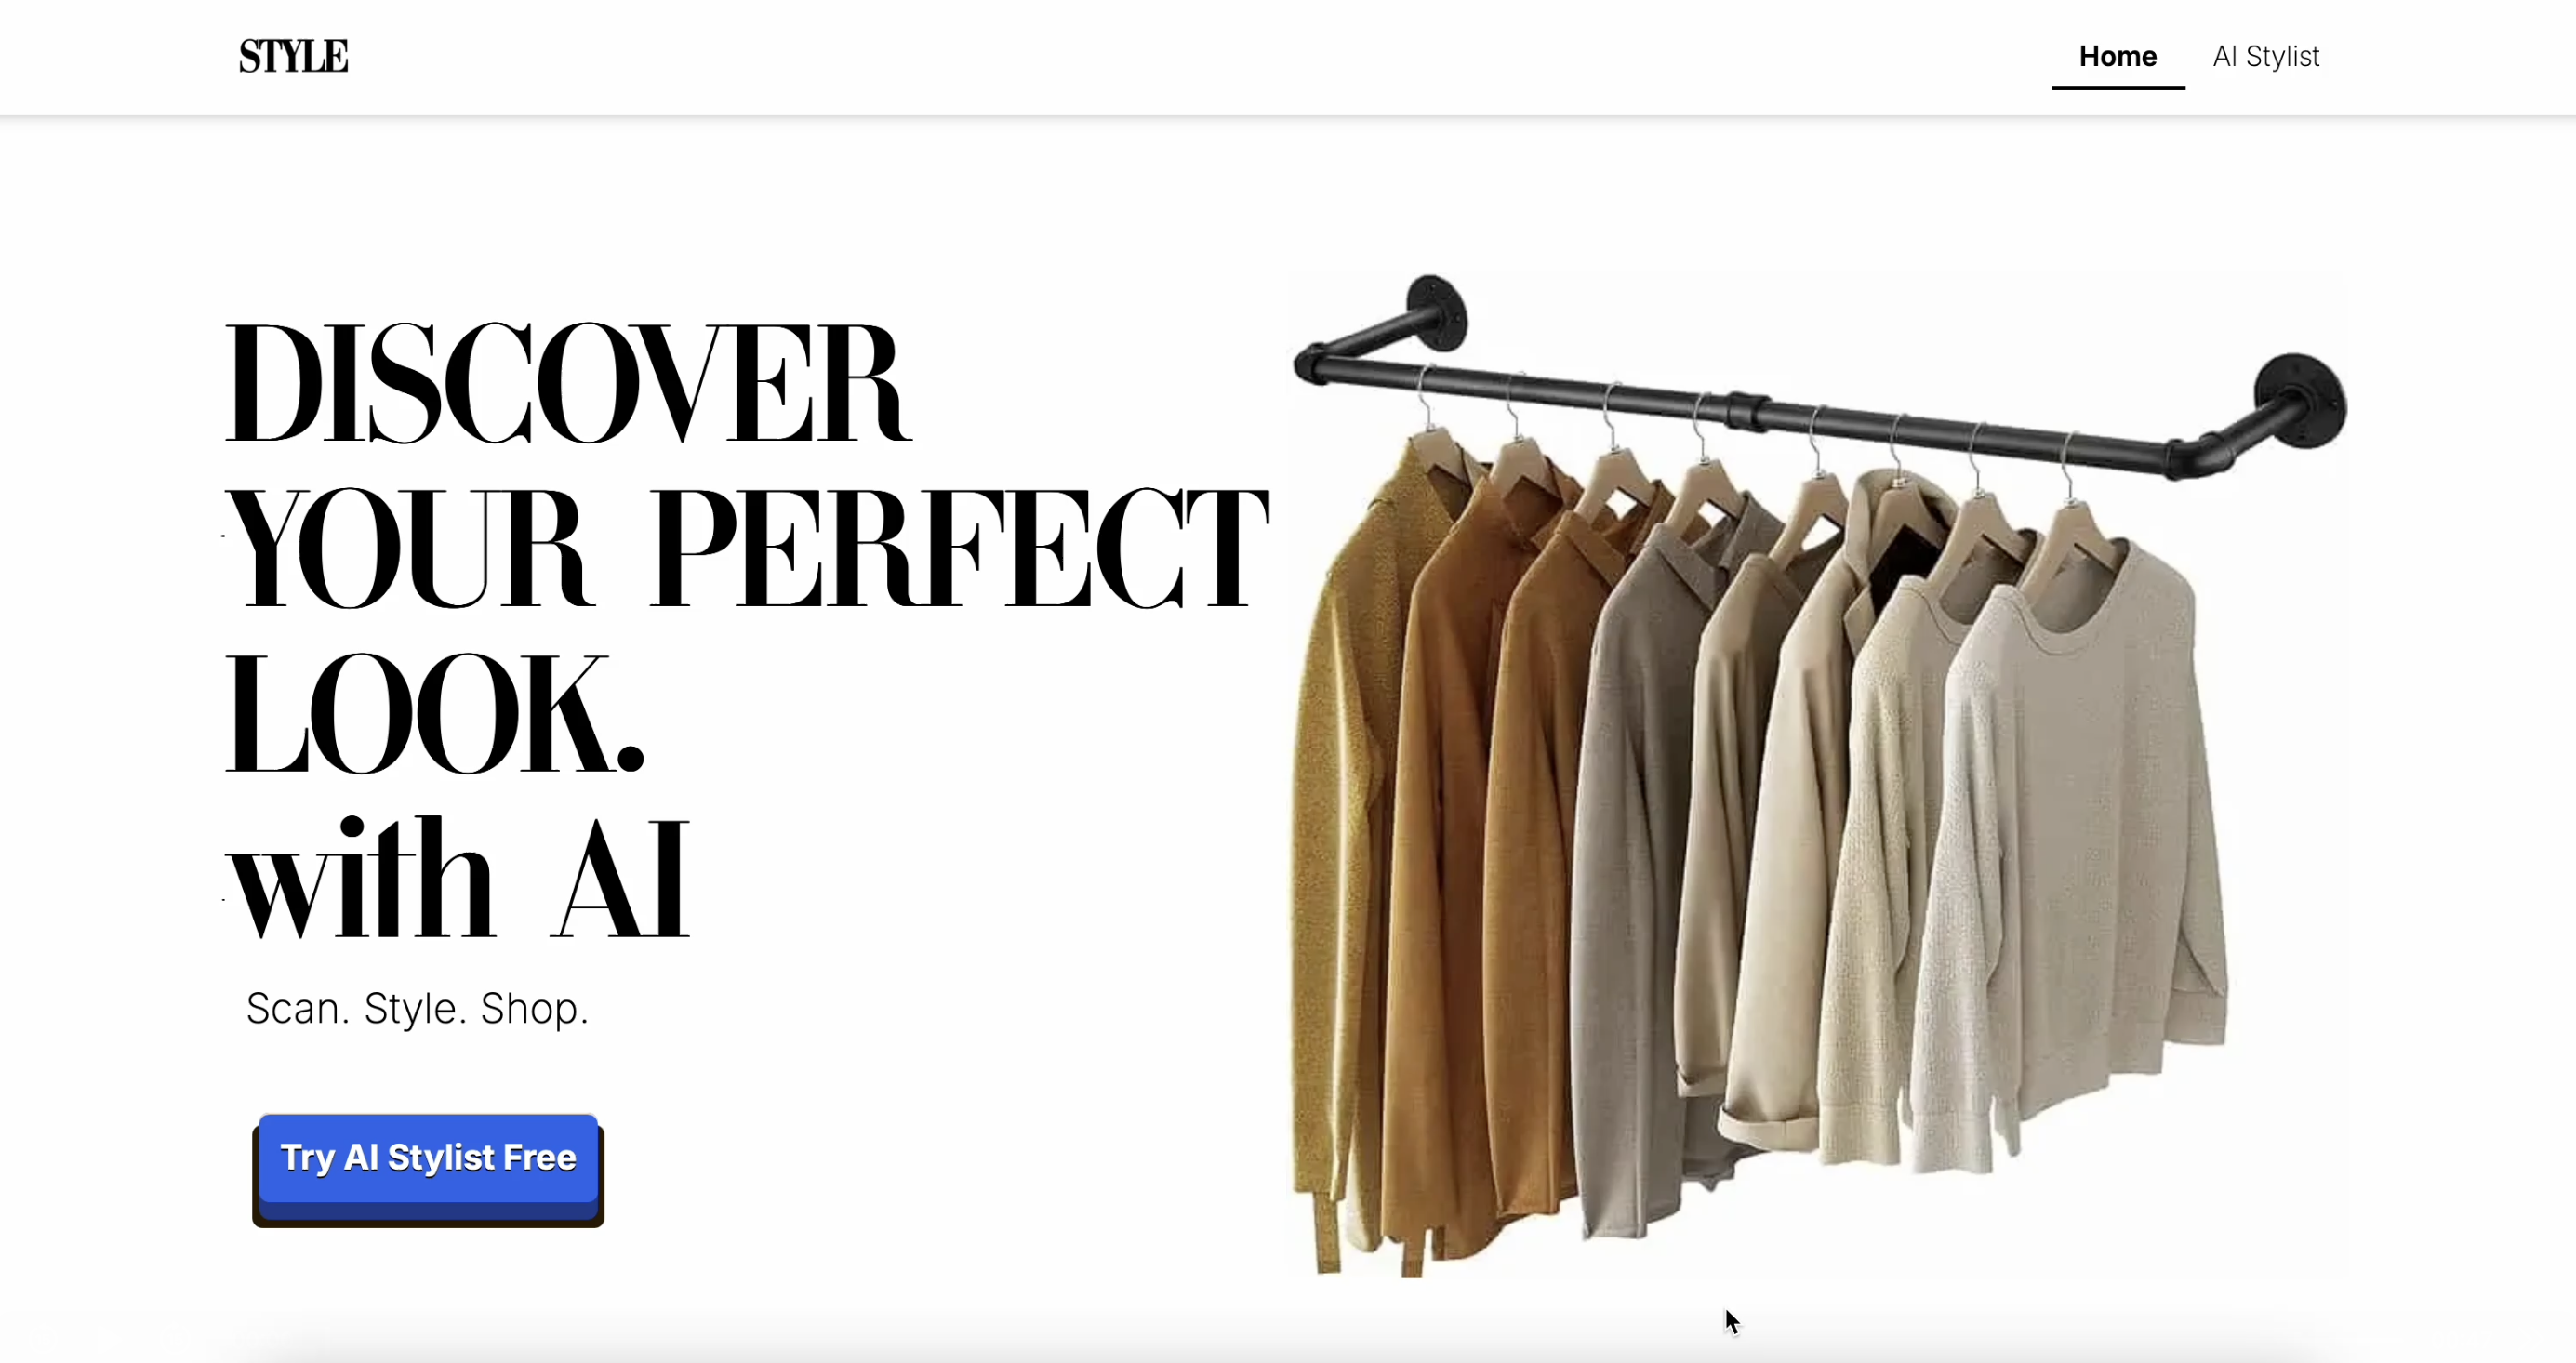 STYLE
Home
AI Stylist
DISCOVER
YOUR PERFECT
LOOK.
with AI
Scan. Style. Shop.
Try AI Stylist Free